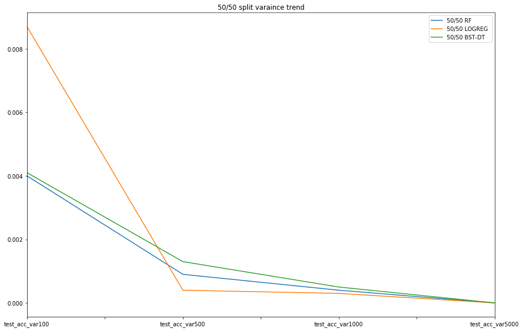 50/50 split varaince trend
50/50 RF
50/50 LOGREG
50/50 BST-DT
0.008
0.006
0.004
0.002
0.000
test_acc_var100
test_acc_var500
test_acc_var1000
test_acc_var5000